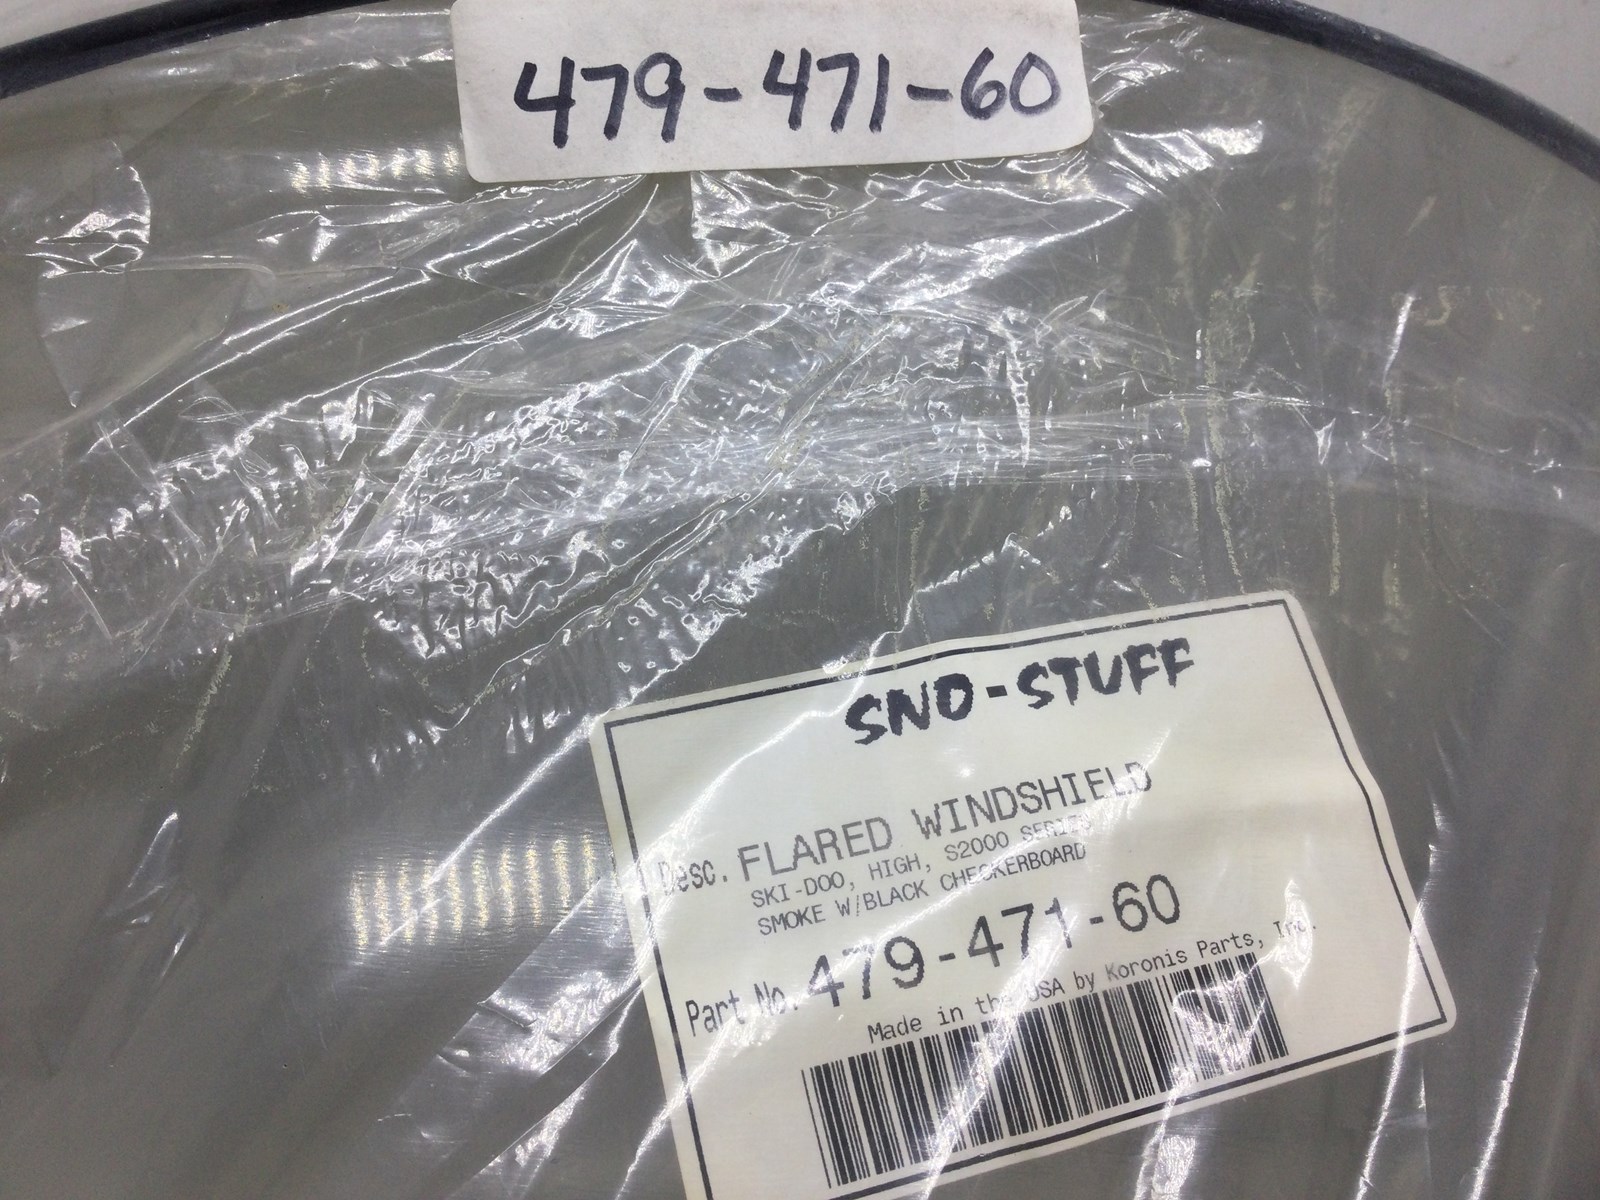 479-471-60
SNO-STUFF
Desc. FLARED WINDSHIELD
SKI-DOO, HIGH, S2000 SERIES
SMOKE W/BLACK CHECKERBOARD
Part No. 479-471-60
Made in the USA by Koronis Parts, Inc.